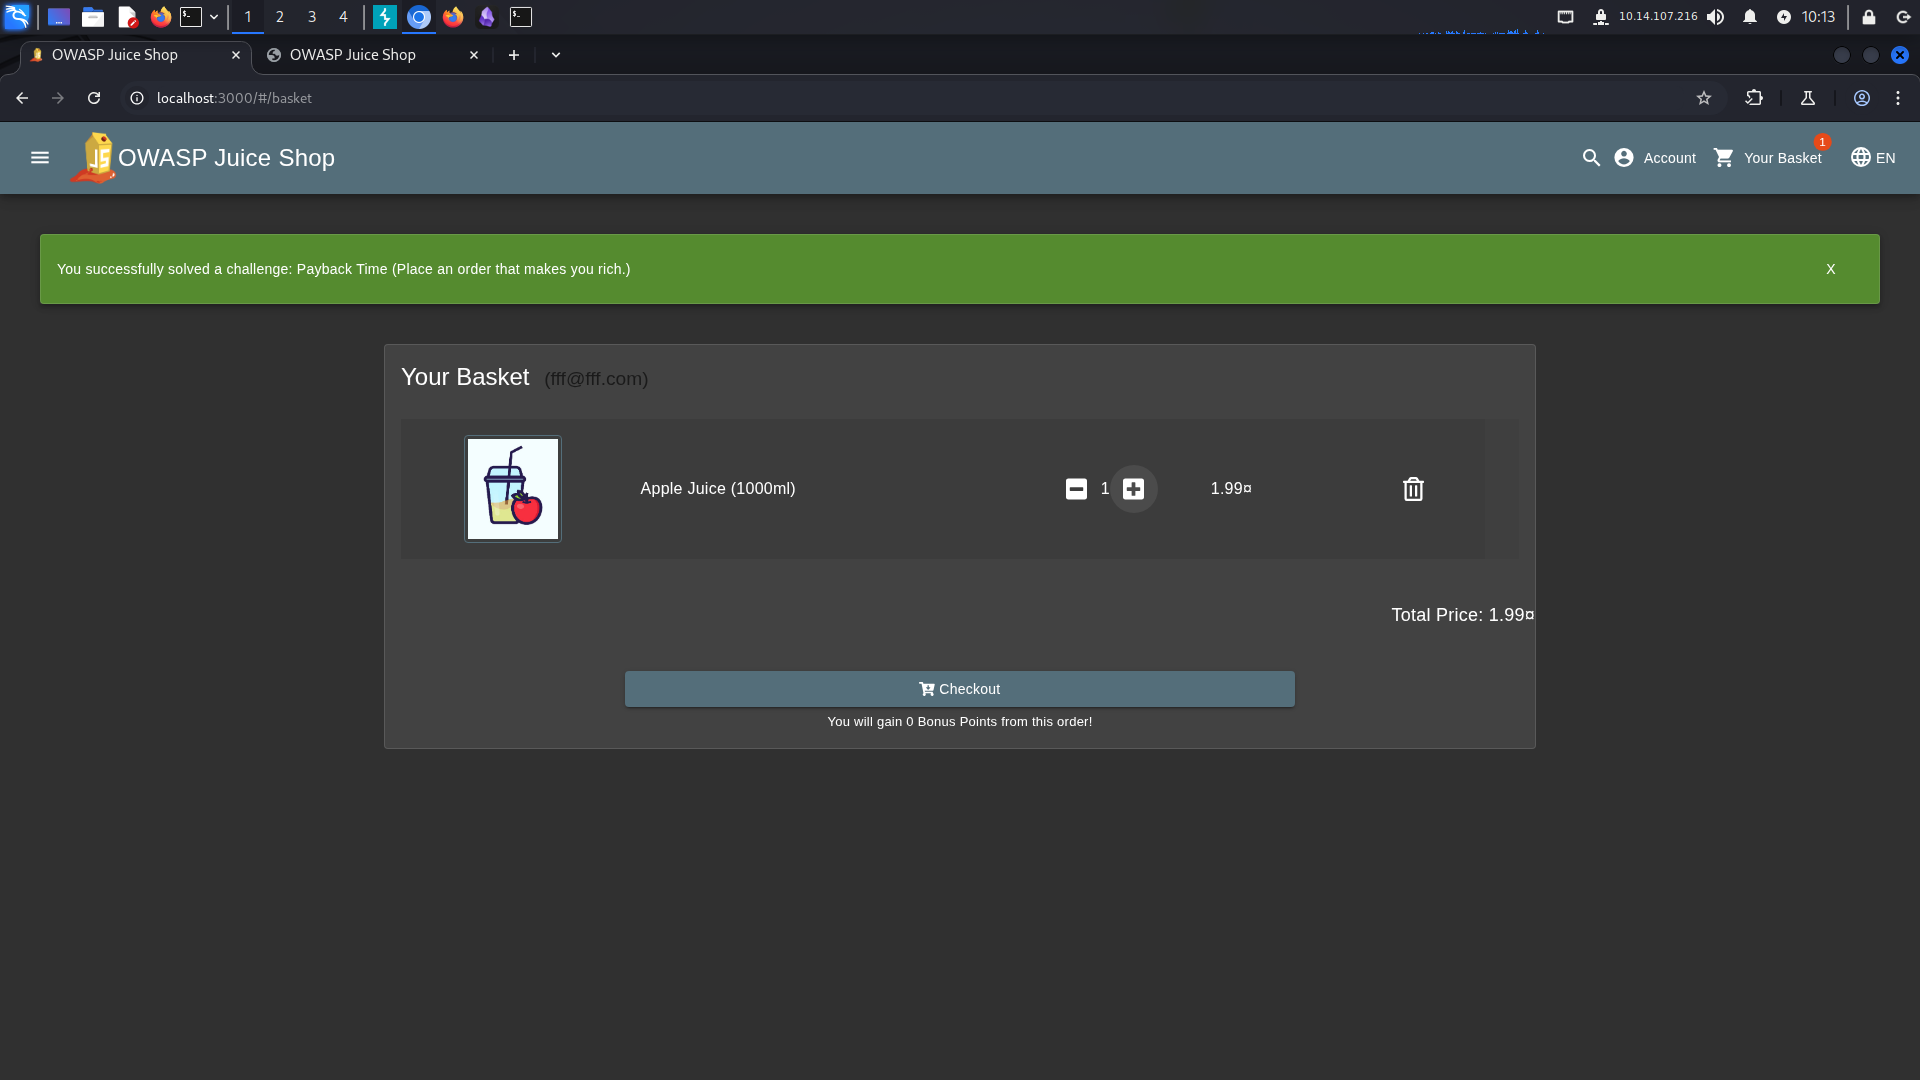 1 2 3 4 10.14.107.216 10:13
OWASP Juice Shop OWASP Juice Shop
localhost:3000/#/basket
OWASP Juice Shop Account Your Basket 1 EN
You successfully solved a challenge: Payback Time (Place an order that makes you rich.) X
Your Basket (fff@fff.com)
Apple Juice (1000ml) 1 1.99¤
Total Price: 1.99¤
Checkout
You will gain 0 Bonus Points from this order!